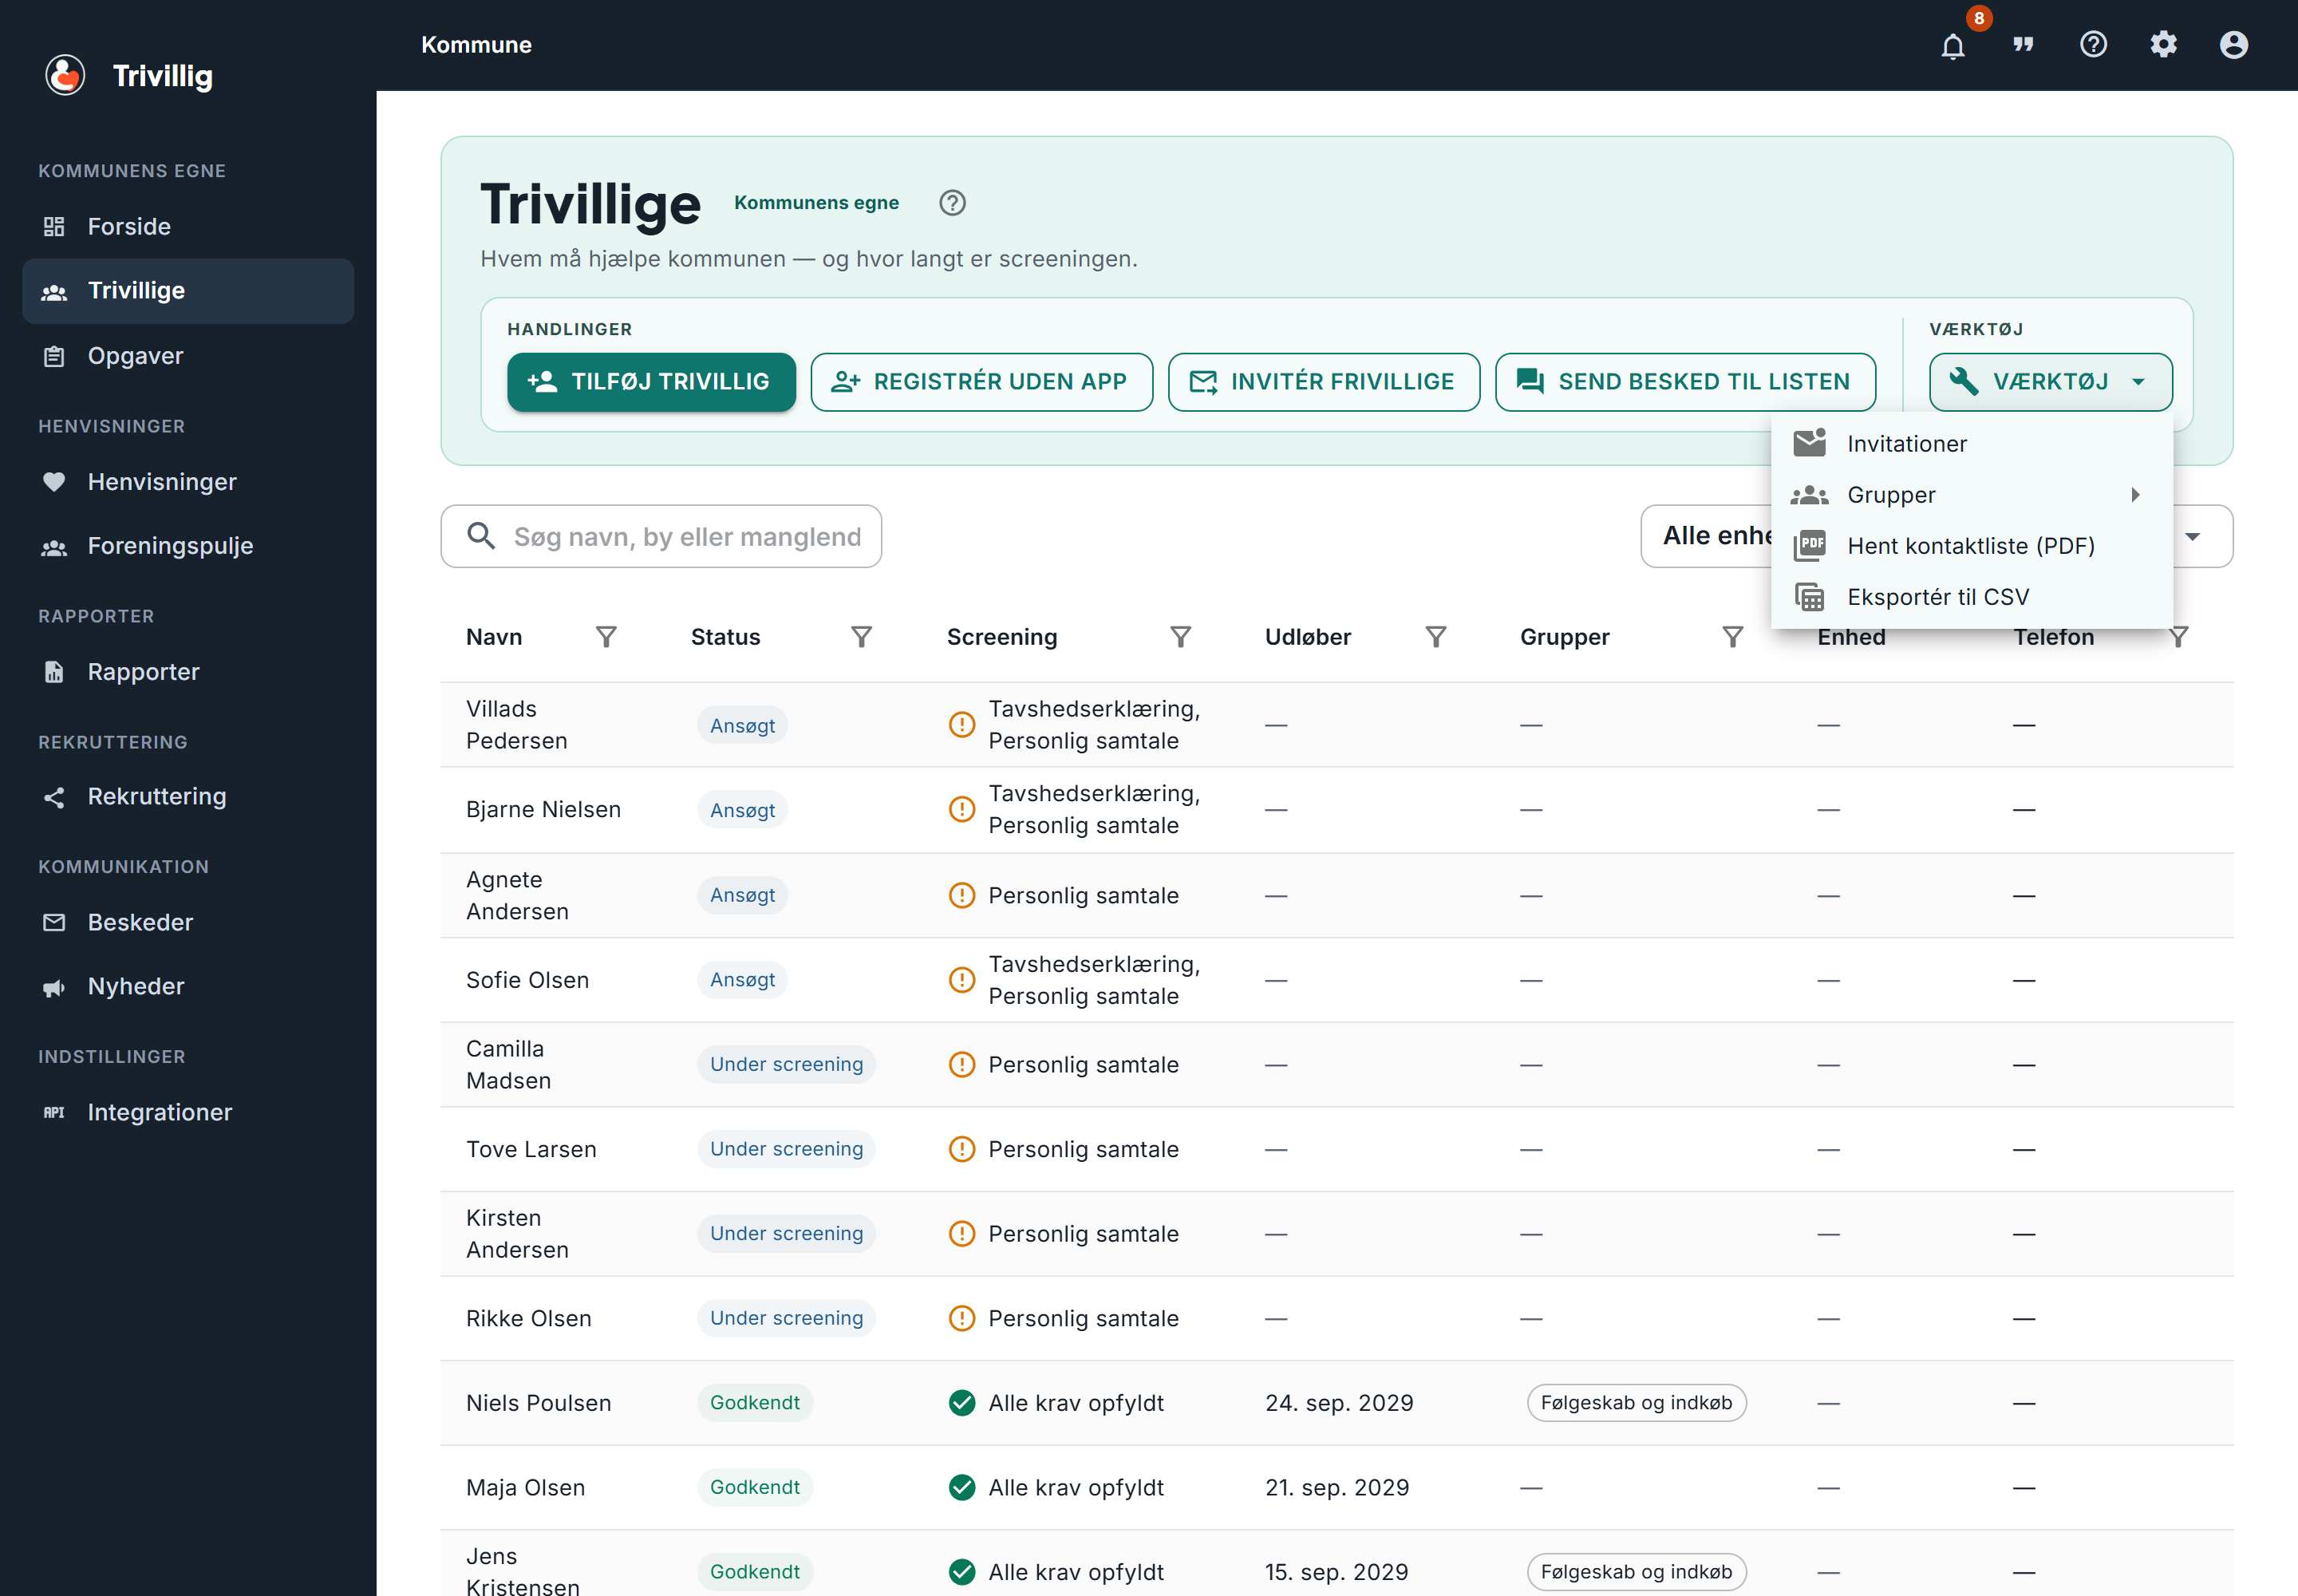 Trivillig
Kommune
8
KOMMUNENS EGNE
Forside
Trivillige
Opgaver
HENVISNINGER
Henvisninger
Foreningspulje
RAPPORTER
Rapporter
REKRUTTERING
Rekruttering
KOMMUNIKATION
Beskeder
Nyheder
INDSTILLINGER
API Integrationer
Trivillige Kommunens egne
Hvem må hjælpe kommunen — og hvor langt er screeningen.
HANDLINGER
TILFØJ TRIVILLIG REGISTRÉR UDEN APP INVITÉR FRIVILLIGE SEND BESKED TIL LISTEN
VÆRKTØJ
VÆRKTØJ
Invitationer
Grupper
PDF Hent kontaktliste (PDF)
Eksportér til CSV
Søg navn, by eller manglend
Alle enhe
Navn Status Screening Udløber Grupper Enhed Telefon
Villads
Pedersen
Ansøgt
Tavshedserklæring,
Personlig samtale
— — — —
Bjarne Nielsen
Ansøgt
Tavshedserklæring,
Personlig samtale
— — — —
Agnete
Andersen
Ansøgt
Personlig samtale
— — — —
Sofie Olsen
Ansøgt
Tavshedserklæring,
Personlig samtale
— — — —
Camilla
Madsen
Under screening
Personlig samtale
— — — —
Tove Larsen Under screening Personlig samtale — — — —
Kirsten
Andersen
Under screening
Personlig samtale
— — — —
Rikke Olsen Under screening Personlig samtale — — — —
Niels Poulsen Godkendt Alle krav opfyldt 24. sep. 2029 Følgeskab og indkøb — —
Maja Olsen Godkendt Alle krav opfyldt 21. sep. 2029 — — —
Jens
Kristensen
Godkendt Alle krav opfyldt 15. sep. 2029 Følgeskab og indkøb — —